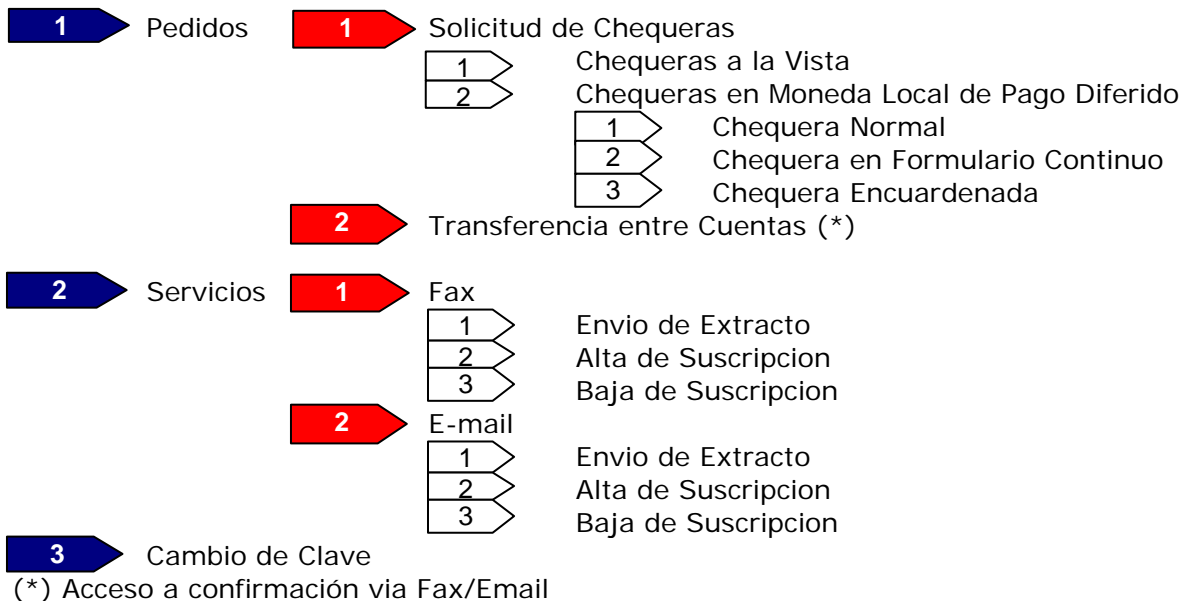 1 Pedidos 1 Solicitud de Chequeras
1 Chequeras a la Vista
2 Chequeras en Moneda Local de Pago Diferido
1 Chequera Normal
2 Chequera en Formulario Continuo
3 Chequera Encuardenada
2 Transferencia entre Cuentas (*)
2 Servicios 1 Fax
1 Envio de Extracto
2 Alta de Suscripcion
3 Baja de Suscripcion
2 E-mail
1 Envio de Extracto
2 Alta de Suscripcion
3 Baja de Suscripcion
3 Cambio de Clave
(*) Acceso a confirmación via Fax/Email